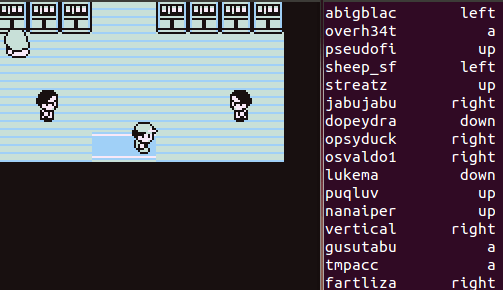 abigblac left
overh34t a
pseudofi up
sheep_sf left
streatz up
jabujabu right
dopeydra down
opsyduck right
osvaldo1 right
lukema down
puqluv up
nanaiper up
vertical right
gusutabu a
tmpacc a
fartliza right